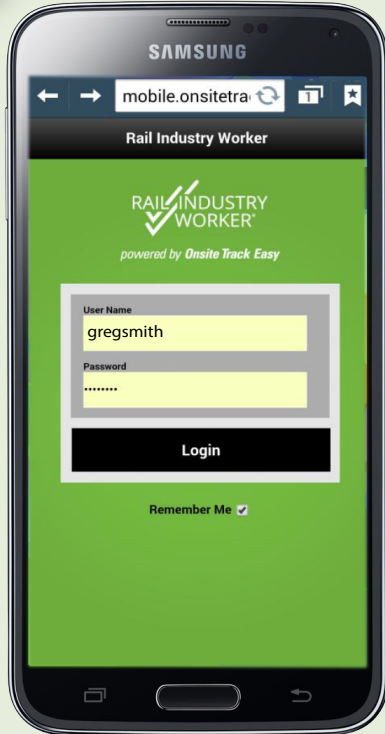 SAMSUNG
mobile.onsitetra
1
Rail Industry Worker
RAIL INDUSTRY
WORKER®
powered by Onsite Track Easy
User Name
gregsmith
Password
••••••••
Login
Remember Me